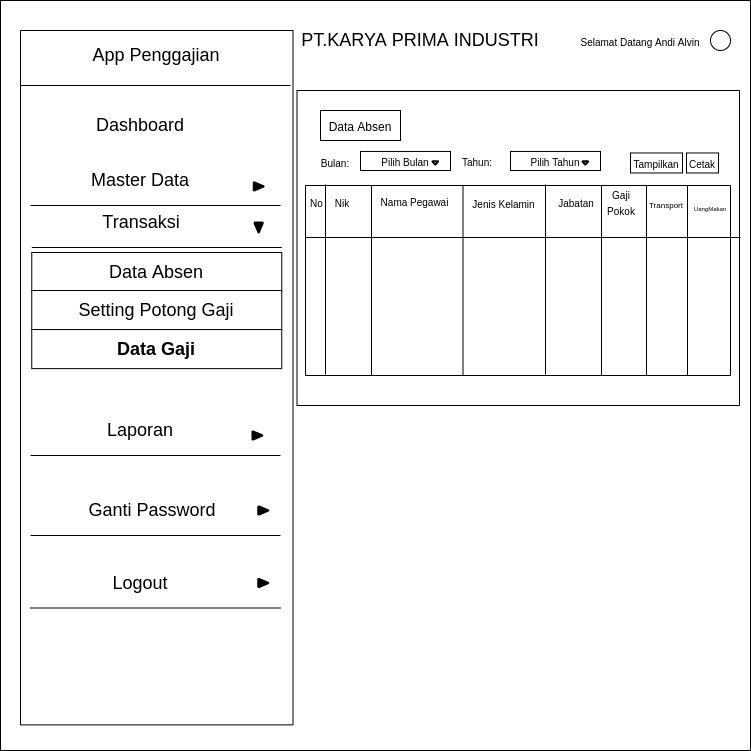 App Penggajian
PT.KARYA PRIMA INDUSTRI
Selamat Datang Andi Alvin
Dashboard
Master Data
Transaksi
Data Absen
Setting Potong Gaji
Data Gaji
Laporan
Ganti Password
Logout
Data Absen
Bulan: Pilih Bulan Tahun: Pilih Tahun Tampilkan Cetak
No Nik Nama Pegawai Jenis Kelamin Jabatan Gaji Pokok Transport UangMakan